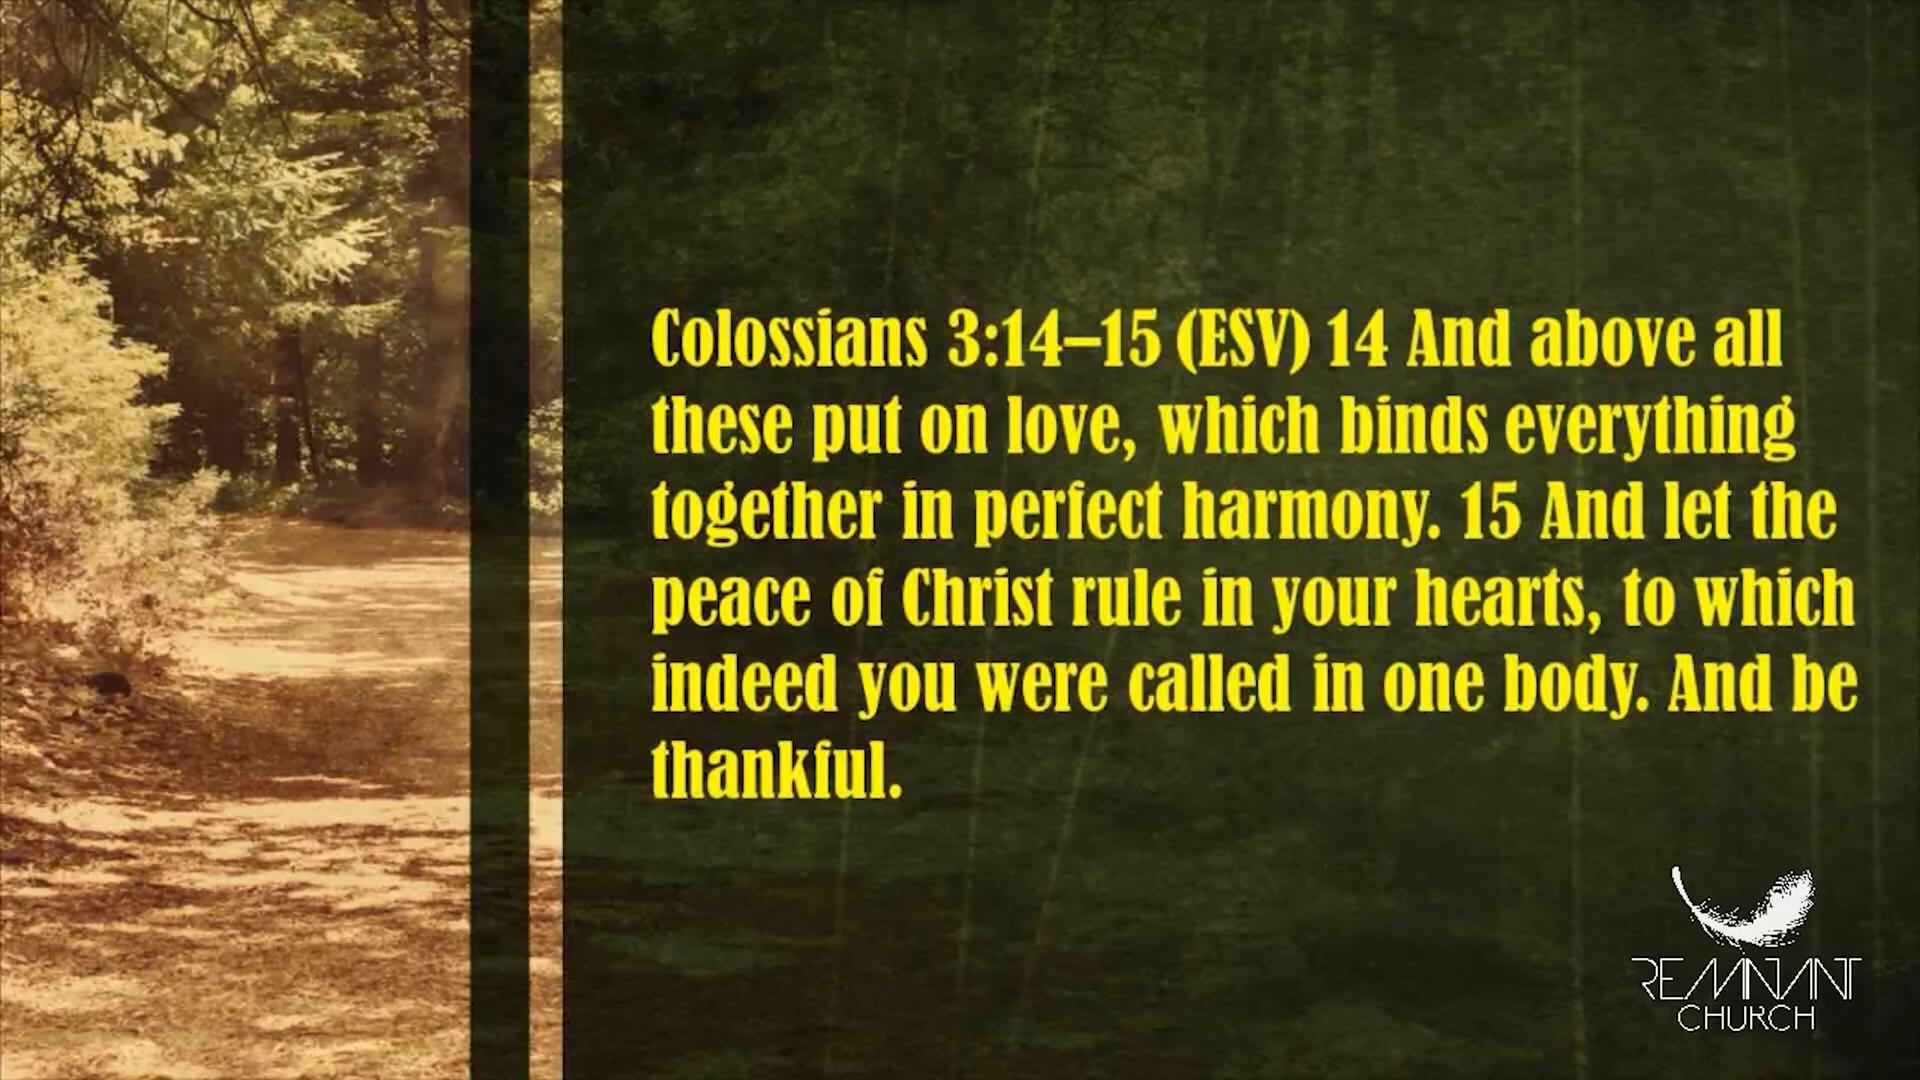 Colossians 3:14–15 (ESV) 14 And above all
these put on love, which binds everything
together in perfect harmony. 15 And let the
peace of Christ rule in your hearts, to which
indeed you were called in one body. And be
thankful.
REMNANT
CHURCH